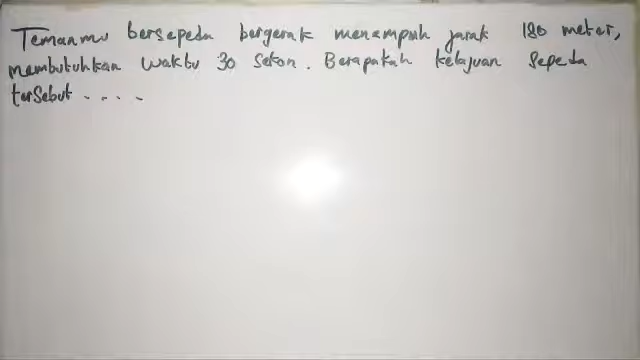 Temanmu bersepeda bergerak menempuh jarak 180 meter,
membutuhkan waktu 30 sekon. Berapakah kelajuan sepeda
tersebut . . . .